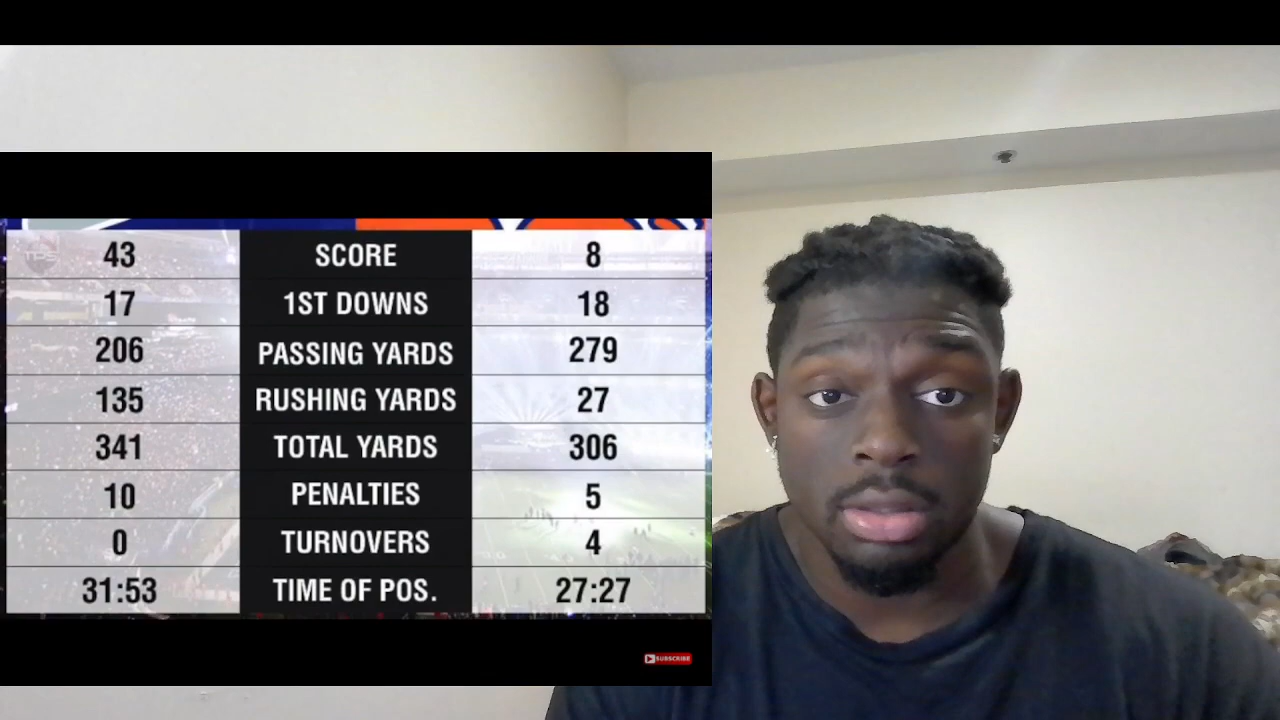 TPS
43 SCORE 8
17 1ST DOWNS 18
206 PASSING YARDS 279
135 RUSHING YARDS 27
341 TOTAL YARDS 306
10 PENALTIES 5
0 TURNOVERS 4
31:53 TIME OF POS. 27:27
SUBSCRIBE